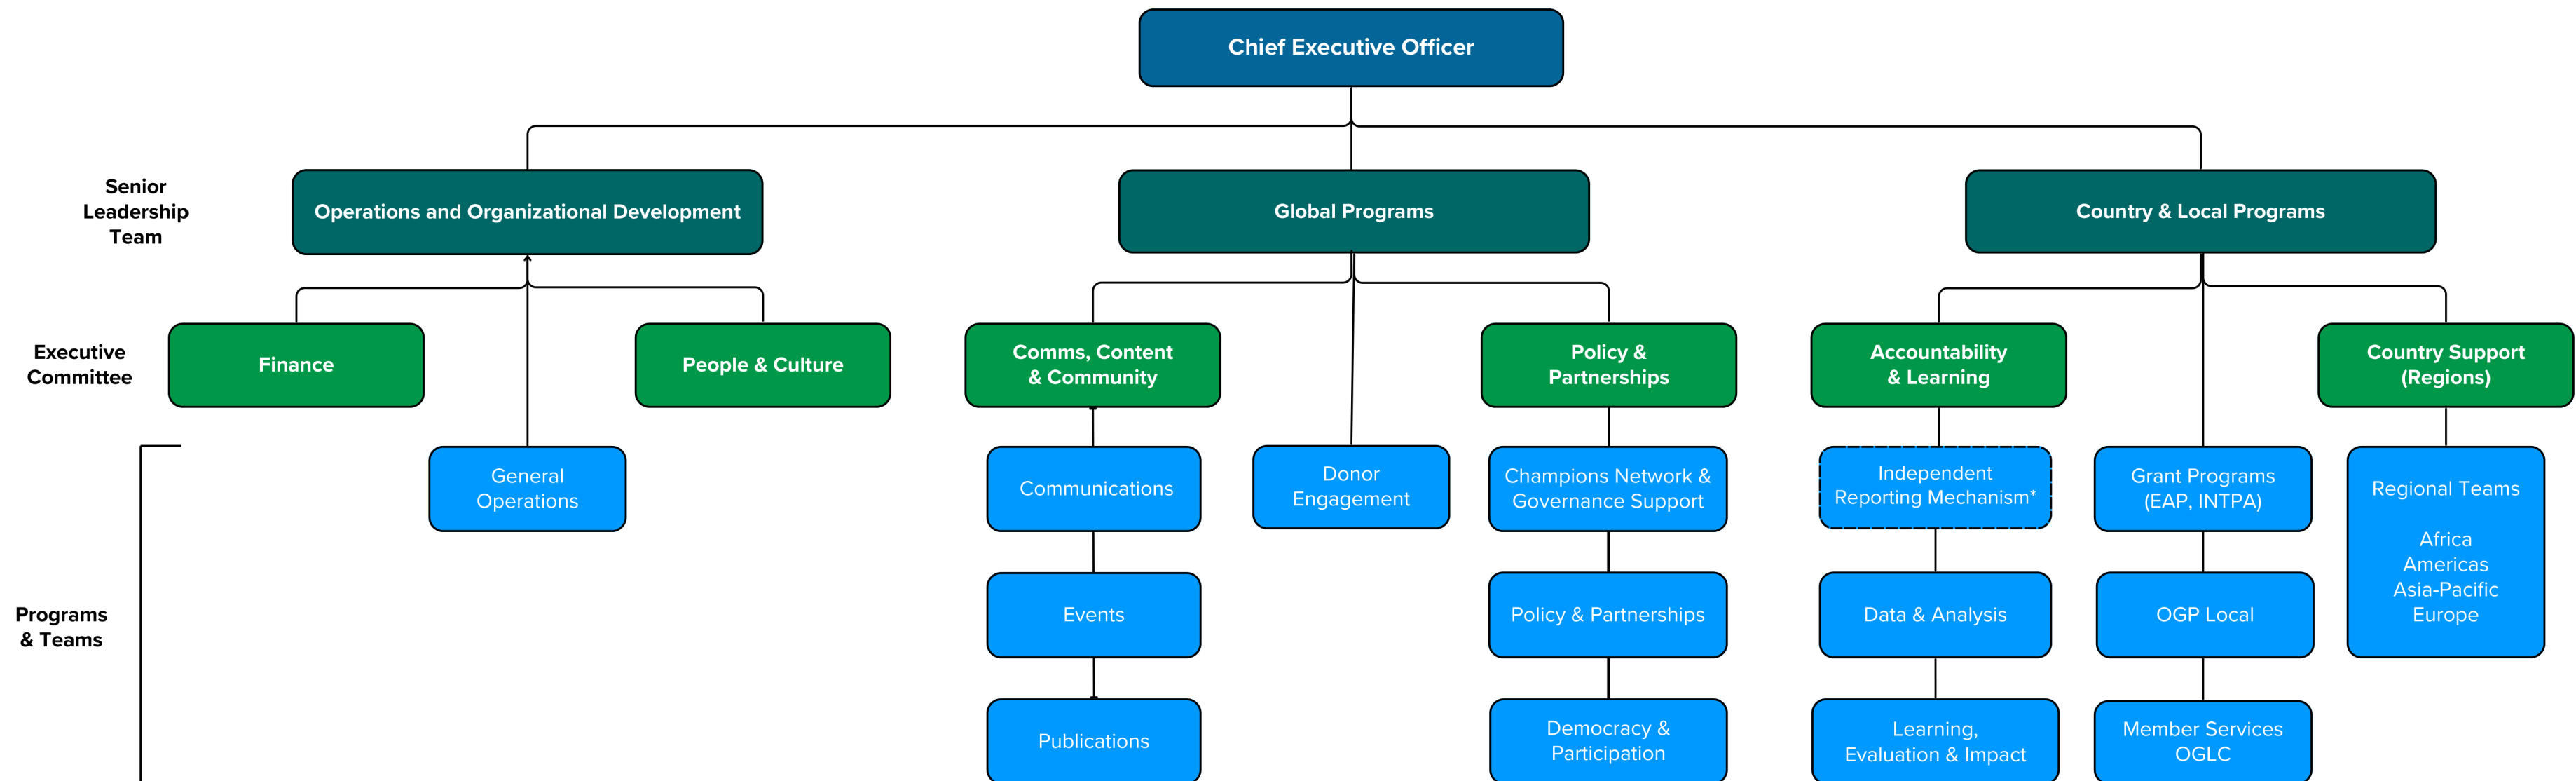 Chief Executive Officer
Senior
Leadership
Team
Operations and Organizational Development
Global Programs
Country & Local Programs
Executive
Committee
Finance
People & Culture
Comms, Content
& Community
Policy &
Partnerships
Accountability
& Learning
Country Support
(Regions)
Programs
& Teams
General
Operations
Communications
Donor
Engagement
Champions Network &
Governance Support
Independent
Reporting Mechanism*
Grant Programs
(EAP, INTPA)
Regional Teams
Africa
Americas
Asia-Pacific
Europe
Events
Policy & Partnerships
Data & Analysis
OGP Local
Publications
Democracy &
Participation
Learning,
Evaluation & Impact
Member Services
OGLC